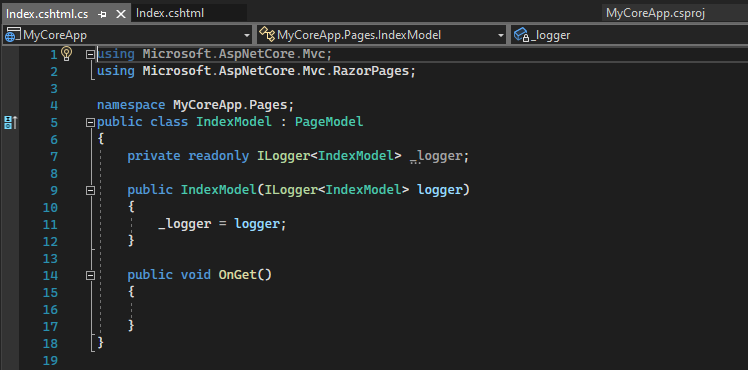 Index.cshtml.cs Index.cshtml MyCoreApp.csproj
MyCoreApp MyCoreApp.Pages.IndexModel _logger
1 using Microsoft.AspNetCore.Mvc;
2 using Microsoft.AspNetCore.Mvc.RazorPages;
3
4 namespace MyCoreApp.Pages;
5 public class IndexModel : PageModel
6 {
7 private readonly ILogger<IndexModel> _logger;
8
9 public IndexModel(ILogger<IndexModel> logger)
10 {
11 _logger = logger;
12 }
13
14 public void OnGet()
15 {
16
17 }
18 }
19